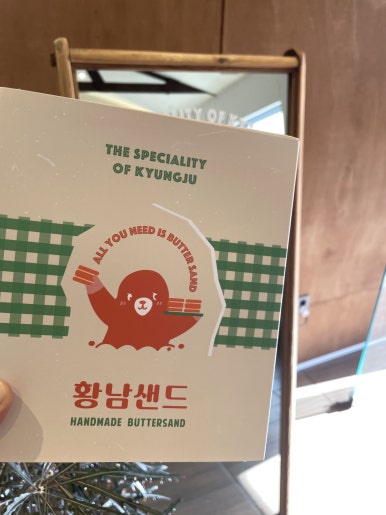 THE SPECIALITY
OF KYUNGJU
ALL YOU NEED IS BUTTER SAND
황남샌드
HANDMADE BUTTERSAND